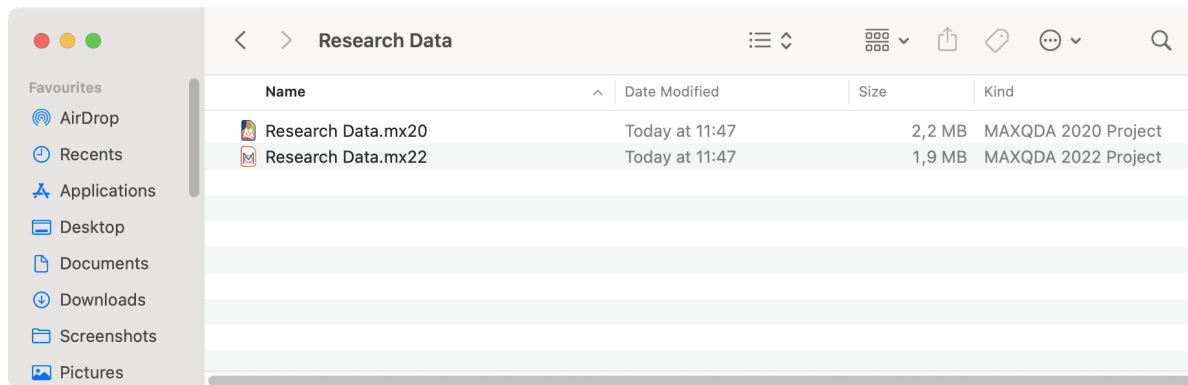 Research Data
Favourites
AirDrop
Recents
Applications
Desktop
Documents
Downloads
Screenshots
Pictures
Name Date Modified Size Kind
Research Data.mx20 Today at 11:47 2,2 MB MAXQDA 2020 Project
Research Data.mx22 Today at 11:47 1,9 MB MAXQDA 2022 Project